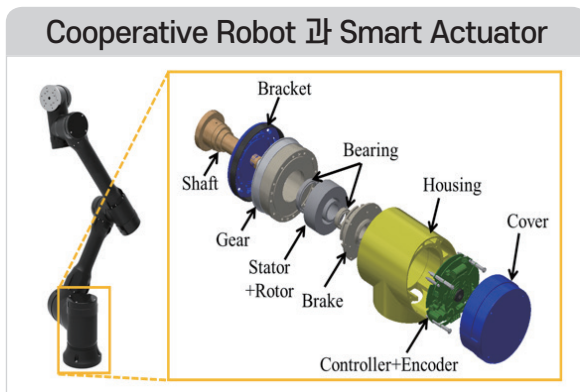 Cooperative Robot 과 Smart Actuator
Bracket
Bearing
Shaft
Housing
Gear
Cover
Stator
+Rotor
Brake
Controller+Encoder